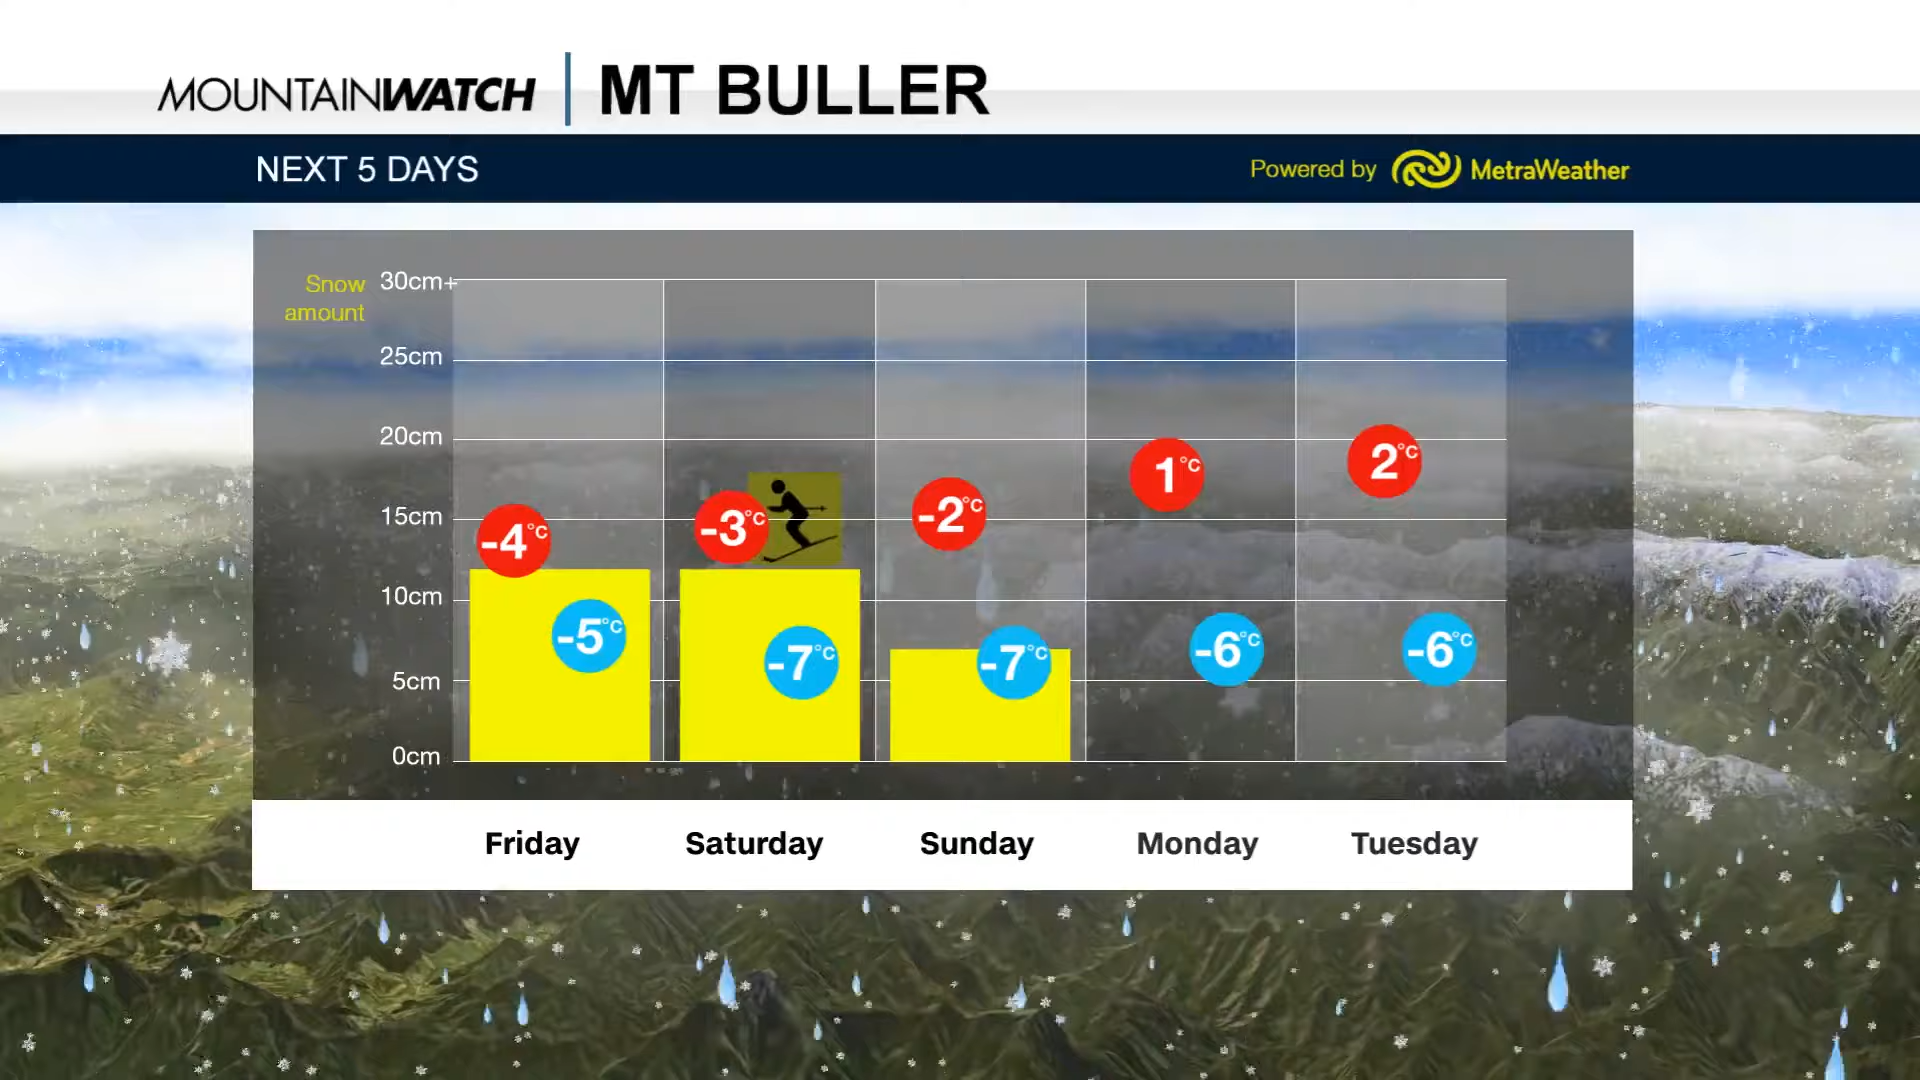 MOUNTAINWATCH MT BULLER
NEXT 5 DAYS Powered by MetraWeather
Snow amount
30cm+
25cm
20cm
15cm
10cm
5cm
0cm
-4°C -3°C -2°C 1°C 2°C
-5°C -7°C -7°C -6°C -6°C
Friday Saturday Sunday Monday Tuesday